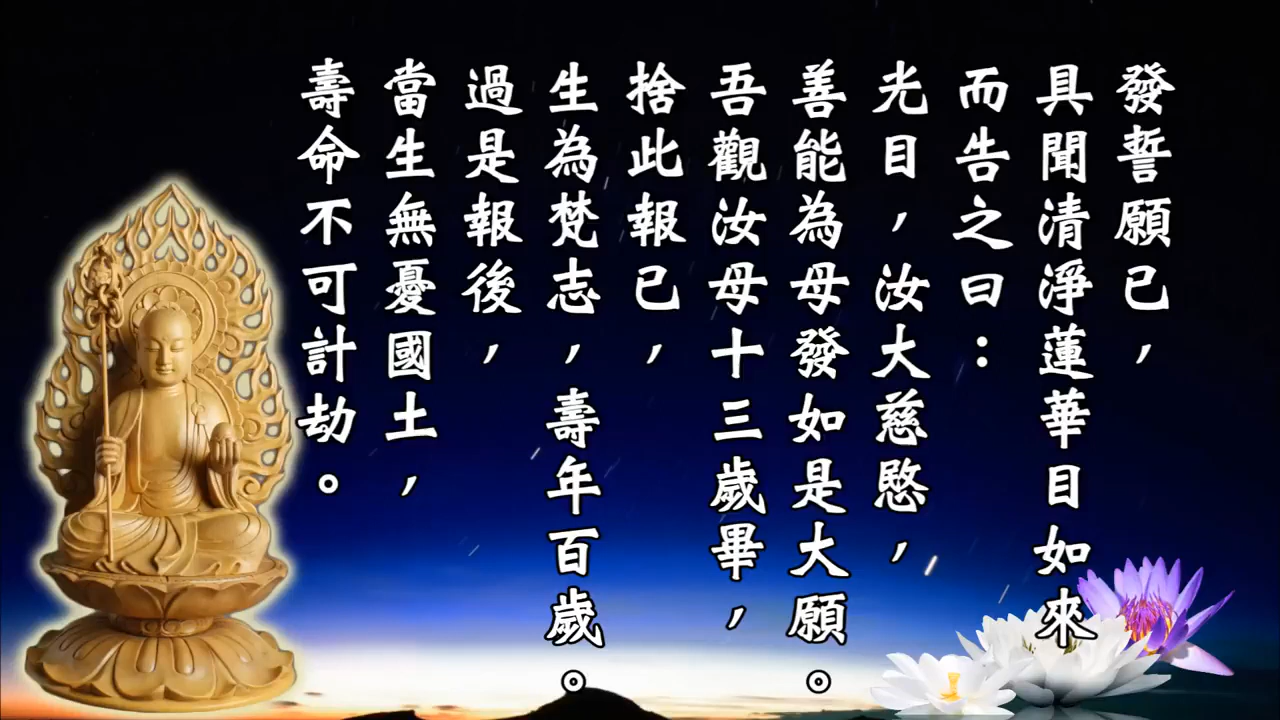 發誓願已，
具聞清淨蓮華目如來
而告之曰：
光目，汝大慈愍，
善能為母發如是大願。◎
吾觀汝母十三歲畢，
捨此報已，
生為梵志，壽年百歲。◎
過是報後，
當生無憂國土，
壽命不可計劫。